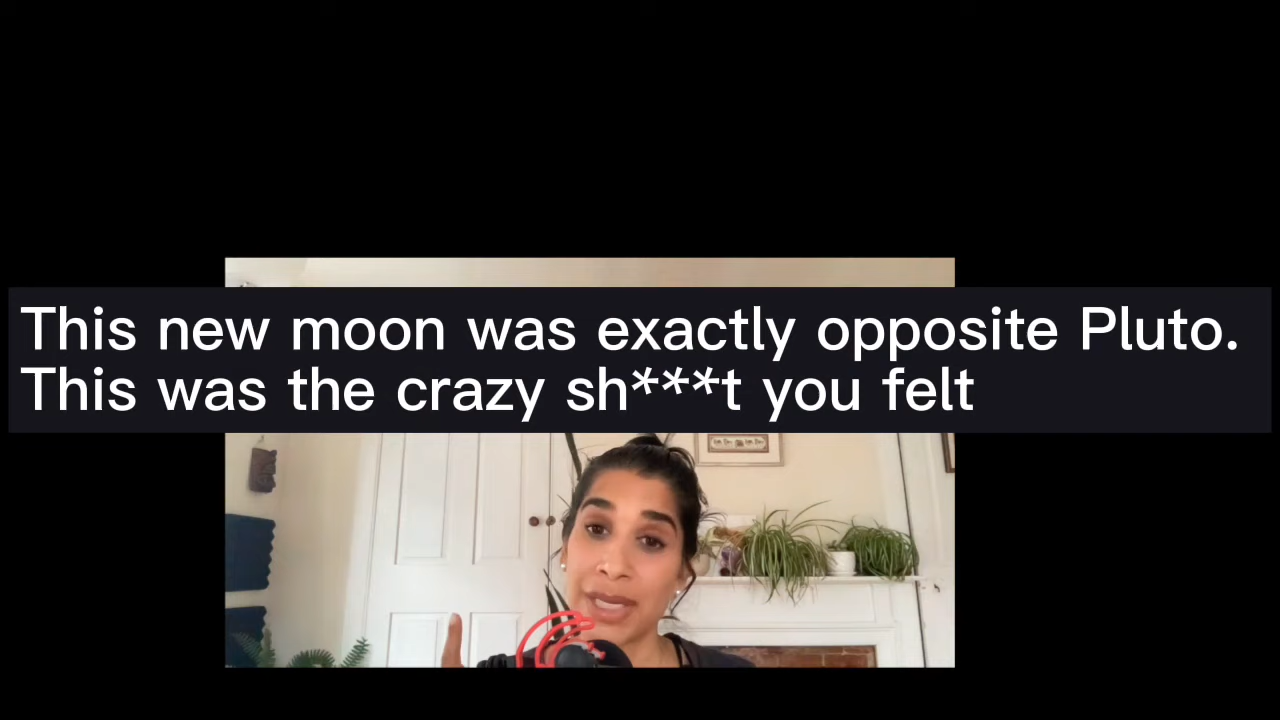 This new moon was exactly opposite Pluto.
This was the crazy sh***t you felt